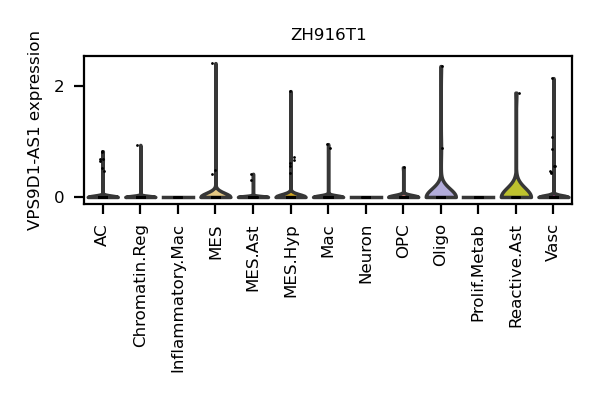 ZH916T1
VPS9D1-AS1 expression
2
0
AC
Chromatin.Reg
Inflammatory.Mac
MES
MES.Ast
MES.Hyp
Mac
Neuron
OPC
Oligo
Prolif.Metab
Reactive.Ast
Vasc